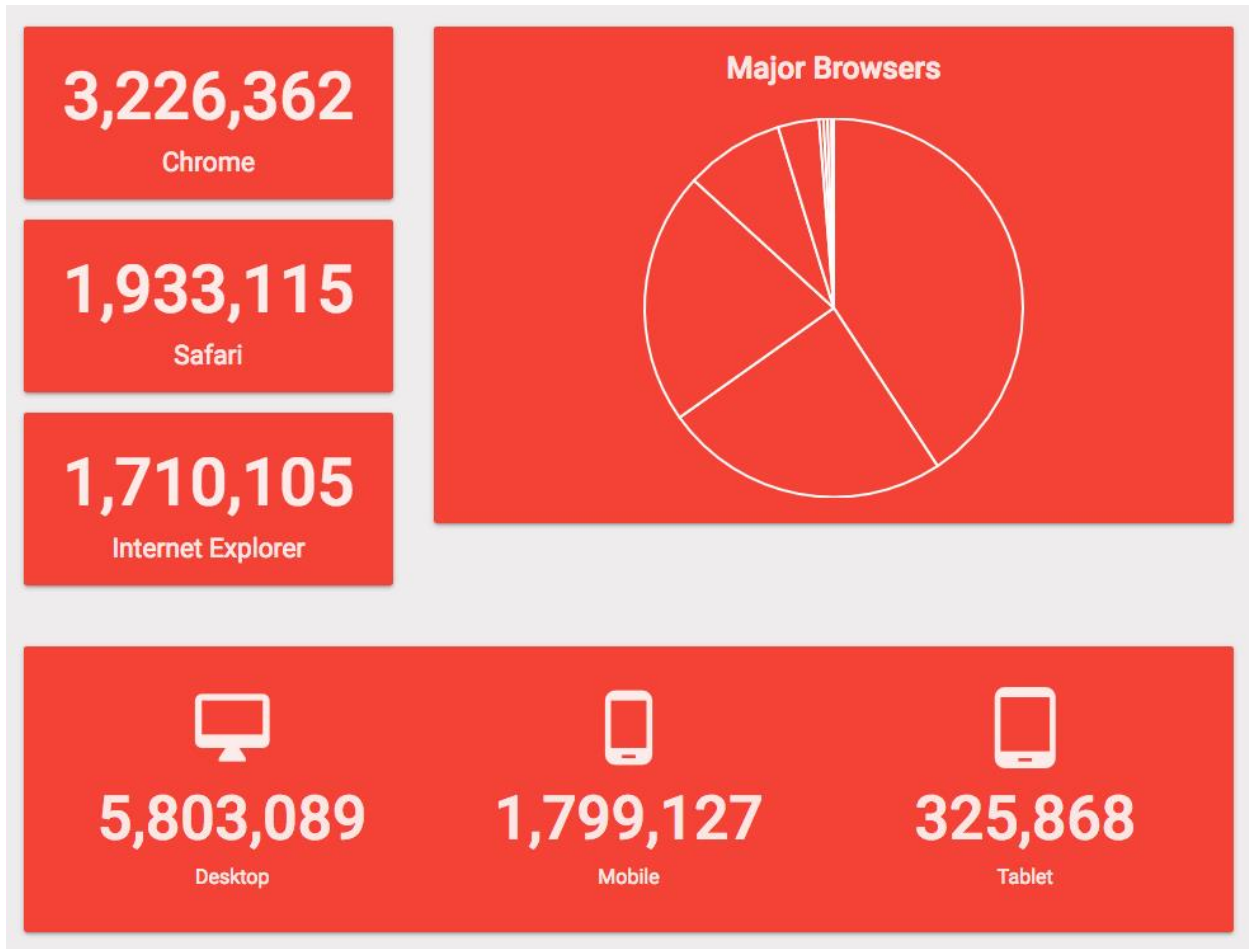 3,226,362
Chrome
1,933,115
Safari
1,710,105
Internet Explorer
Major Browsers
5,803,089
Desktop
1,799,127
Mobile
325,868
Tablet